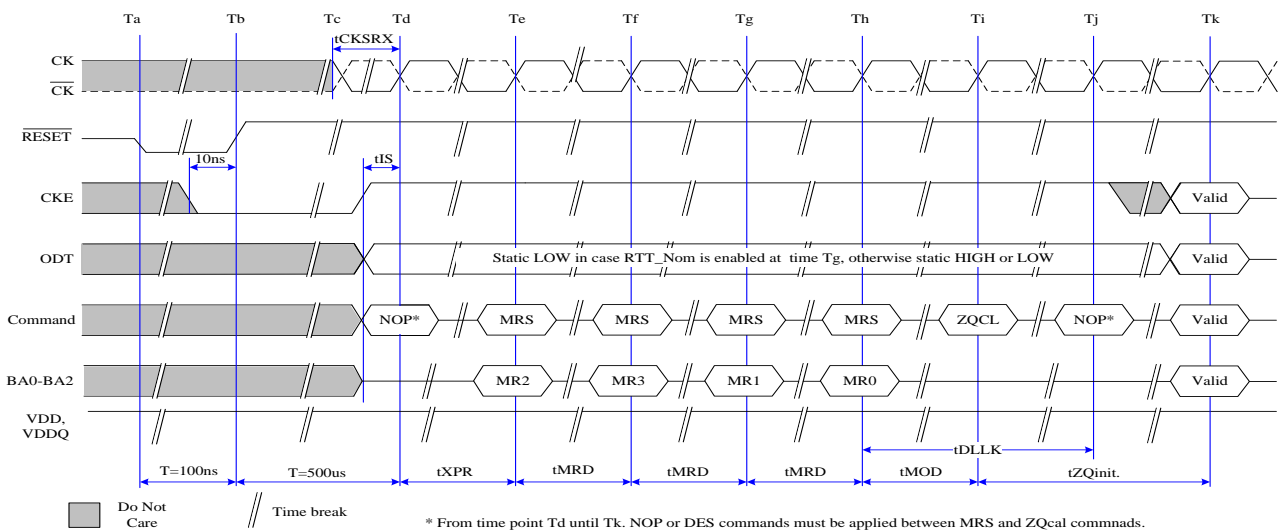 Ta Tb Tc Td Te Tf Tg Th Ti Tj Tk
tCKSRX
CK
CK
RESET
10ns tIS
CKE Valid
ODT Static LOW in case RTT_Nom is enabled at time Tg, otherwise static HIGH or LOW Valid
Command NOP* MRS MRS MRS MRS ZQCL NOP* Valid
BA0-BA2 MR2 MR3 MR1 MR0 Valid
VDD,
VDDQ
tDLLK
T=100ns T=500us tXPR tMRD tMRD tMRD tMOD tZQinit.
Do Not
Care
Time break
* From time point Td until Tk. NOP or DES commands must be applied between MRS and ZQcal commnads.